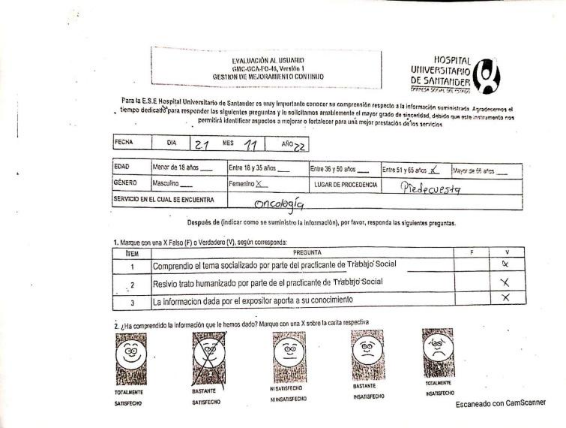 EVALUACIÓN AL USUARIO
GMC-GCA-FO-46, Versión 1
GESTION DE MEJORAMIENTO CONTINUO
HOSPITAL
UNIVERSITARIO
DE SANTANDER
EMPRESA SOCIAL DEL ESTADO
Para la E.S.E Hospital Universitario de Santander es muy importante conocer su comprensión respecto a la información suministrada. Agradecemos el
tiempo dedicado para responder las siguientes preguntas y le solicitamos atentamente el mayor grado de sinceridad, debido que este instrumento nos
permitirá identificar aspectos a mejorar o fortalecer para una mejor prestación de los servicios
FECHA DIA 21 MES 11 AÑO 22
EDAD Menor de 18 años ___ Entre 18 y 35 años ___ Entre 36 y 50 años ___ Entre 51 y 65 años X Mayor de 65 años ___
GÉNERO Masculino ___ Femenino X LUGAR DE PROCEDENCIA Piedecuesta
SERVICIO EN EL CUAL SE ENCUENTRA oncología
Después de (indicar como se suministro la información), por favor, responda las siguientes preguntas.
1. Marque con una X Falso (F) o Verdadero (V), según corresponda:
ÍTEM PREGUNTA F V
1 Comprendio el tema socializado por parte del practicante de Trabajo Social X
2 Resivio trato humanizado por parte de el practicante de Trabajo Social X
3 La informacion dada por el expositor aporta a su conocimiento X
2. ¿Ha comprendido la información que le hemos dado? Marque con una X sobre la carita respectiva
TOTALMENTE BASTANTE NI SATISFECHO BASTANTE TOTALMENTE
SATISFECHO SATISFECHO NI INSATISFECHO INSATISFECHO INSATISFECHO
Escaneado con CamScanner